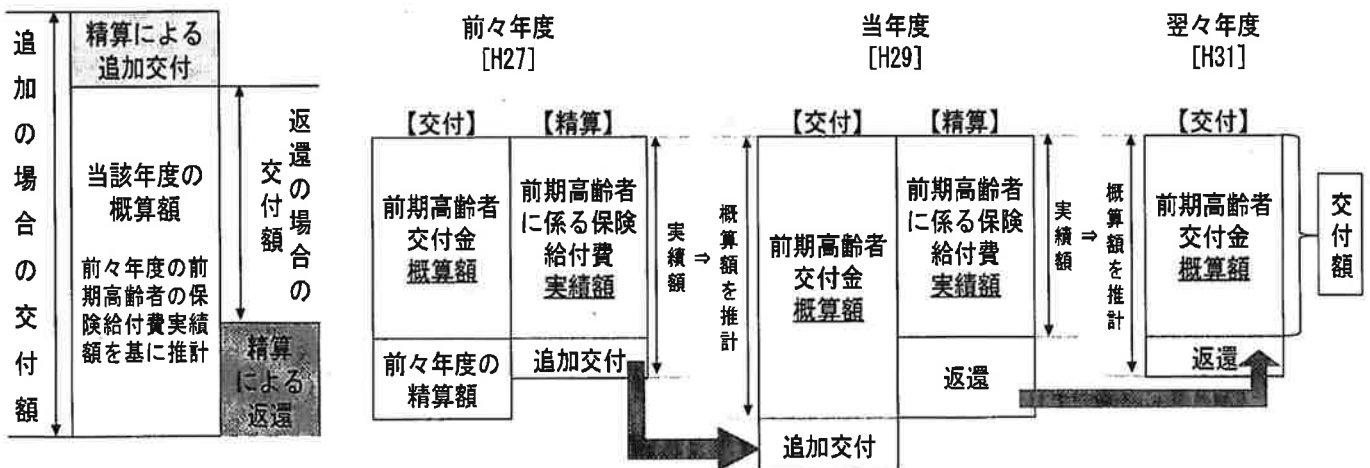 追加の場合の交付額
精算による
追加交付
当該年度の
概算額
前々年度の前
期高齢者の保
険給付費実績
額を基に推計
返還の場合の
交付額
精算
による
返還
前々年度
[H27]
【交付】
【精算】
前期高齢者
交付金
概算額
前々年度の
精算額
前期高齢者
に係る保険
給付費
実績額
追加交付
実績額
⇒
概算額を推計
当年度
[H29]
【交付】
【精算】
前期高齢者
交付金
概算額
追加交付
前期高齢者
に係る保険
給付費
実績額
返還
実績額
⇒
概算額を推計
翌々年度
[H31]
【交付】
前期高齢者
交付金
概算額
返還
交付額